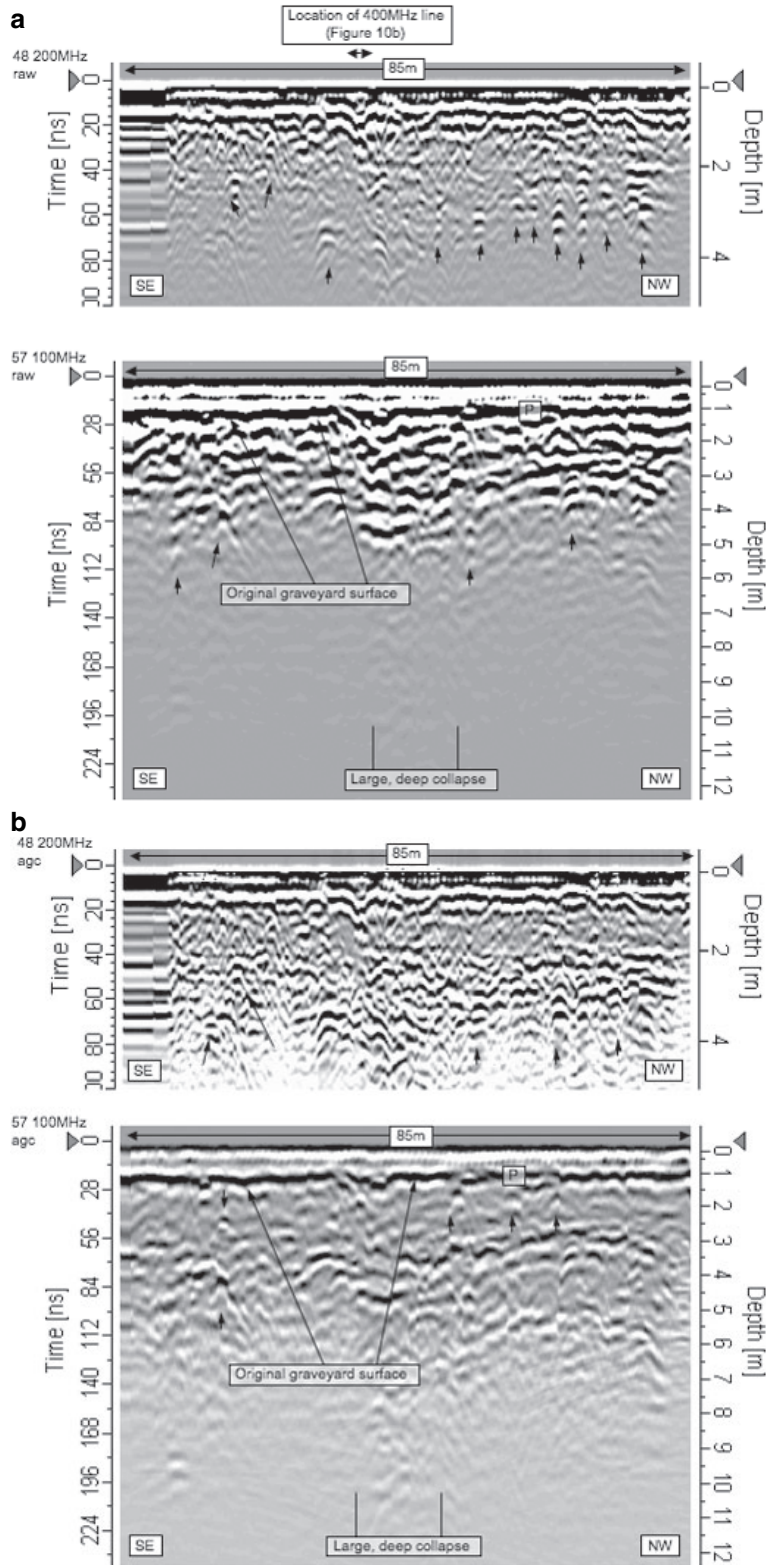 a
Location of 400MHz line
(Figure 10b)
48 200MHz
raw
85m
0
20
40
60
80
00
Time [ns]
0
2
4
Depth [m]
SE
NW
57 100MHz
raw
85m
P
0
28
56
84
112
140
168
196
224
Time [ns]
0
1
2
3
4
5
6
7
8
9
10
11
12
Depth [m]
Original graveyard surface
Large, deep collapse
SE
NW
b
48 200MHz
agc
85m
0
20
40
60
80
00
Time [ns]
0
2
4
Depth [m]
SE
NW
57 100MHz
agc
85m
P
0
28
56
84
112
140
168
196
224
Time [ns]
0
1
2
3
4
5
6
7
8
9
10
11
12
Depth [m]
Original graveyard surface
Large, deep collapse
SE
NW